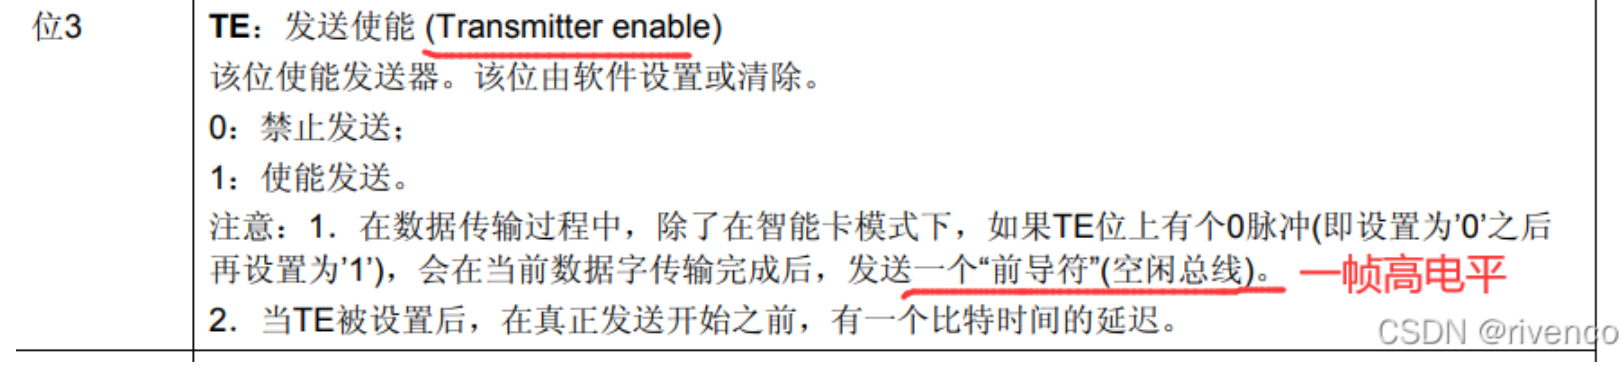 位3
TE：发送使能 (Transmitter enable)
该位使能发送器。该位由软件设置或清除。
0：禁止发送；
1：使能发送。
注意：1．在数据传输过程中，除了在智能卡模式下，如果TE位上有个0脉冲(即设置为’0’之后
再设置为’1’)，会在当前数据字传输完成后，发送一个“前导符”(空闲总线)。 一帧高电平
2．当TE被设置后，在真正发送开始之前，有一个比特时间的延迟。
CSDN @rivenco